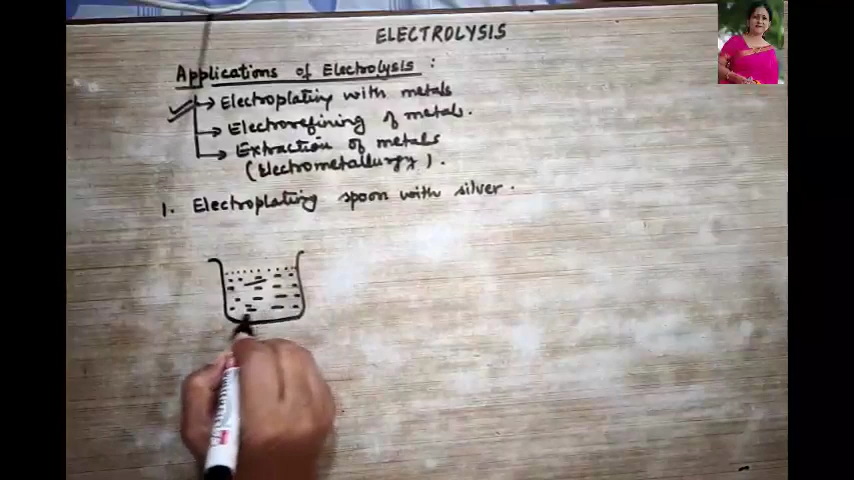 ELECTROLYSIS
Applications of Electrolysis :
→ Electroplating with metals
→ Electrorefining of metals.
→ Extraction of metals
(Electrometallurgy).
1. Electroplating spoon with silver.